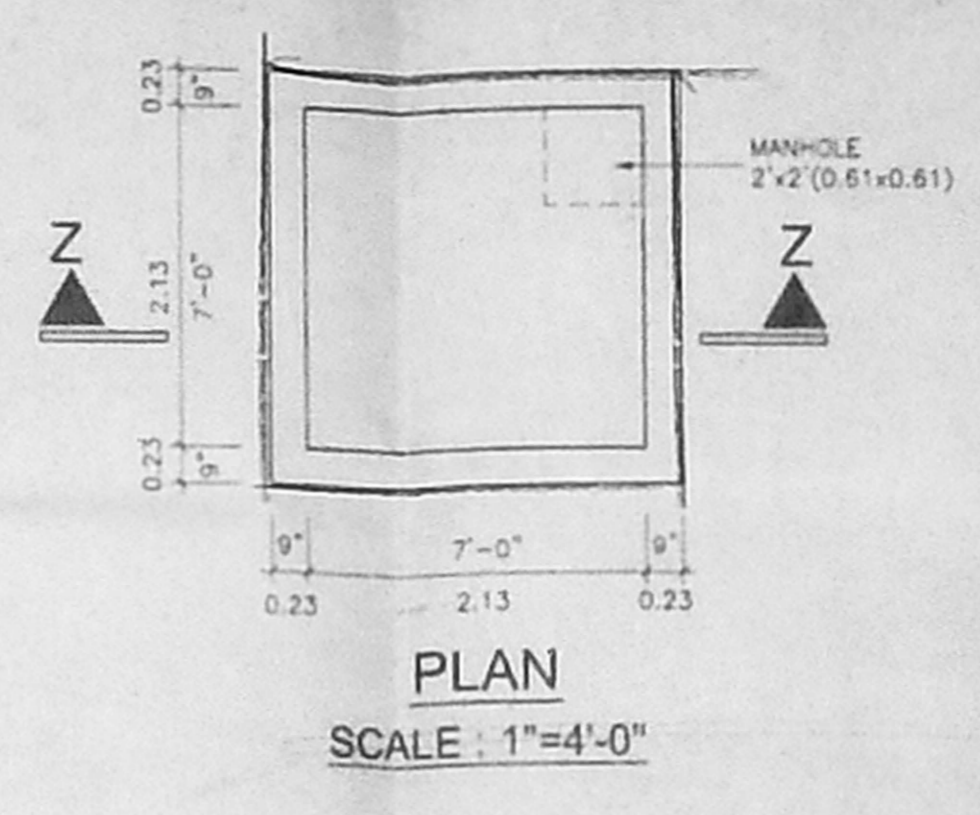 0.23
9"
MANHOLE
2'x2'(0.61x0.61)
Z
Z
2.13
7'-0"
0.23
9"
9"
7'-0"
9"
0.23
2.13
0.23
PLAN
SCALE : 1"=4'-0"